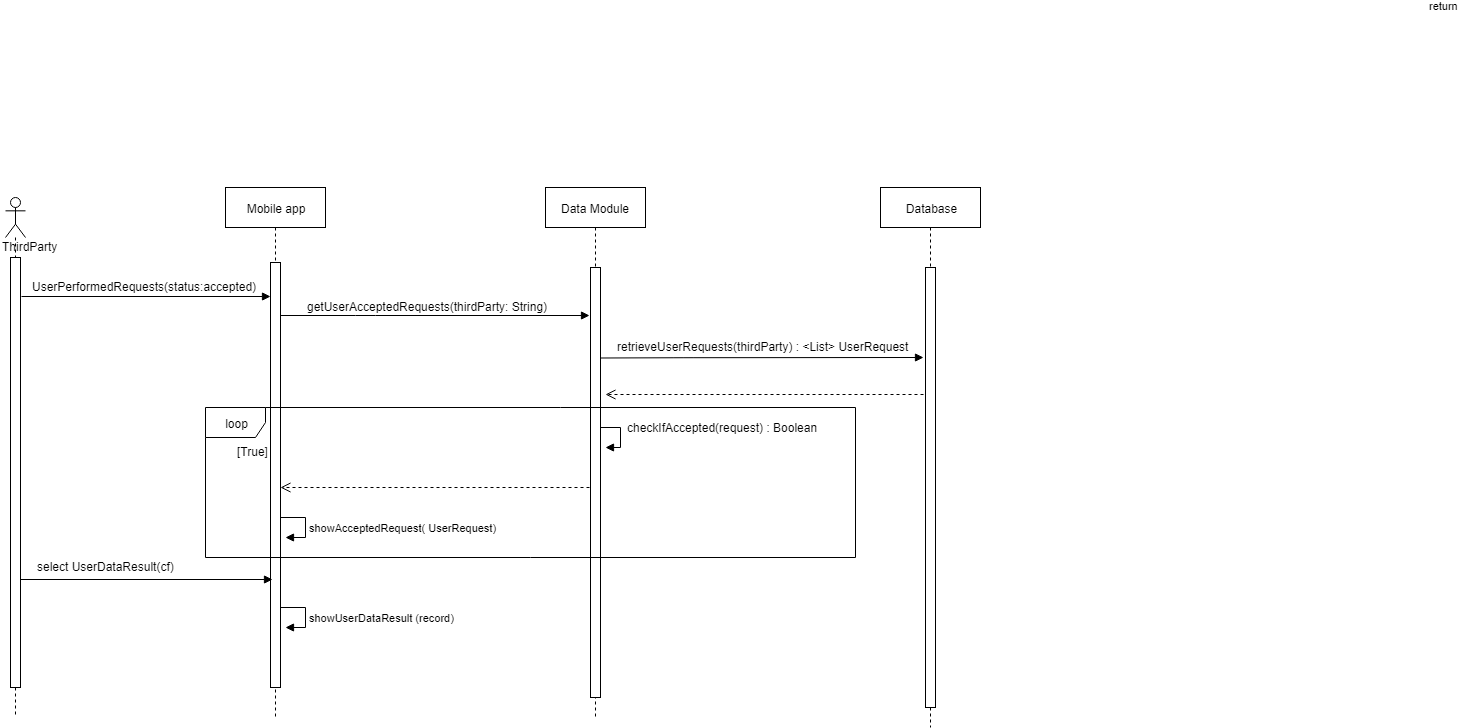 return
Mobile app
Data Module
Database
ThirdParty
UserPerformedRequests(status:accepted)
getUserAcceptedRequests(thirdParty: String)
retrieveUserRequests(thirdParty) : <List> UserRequest
loop
checkIfAccepted(request) : Boolean
[True]
showAcceptedRequest( UserRequest)
select UserDataResult(cf)
showUserDataResult (record)